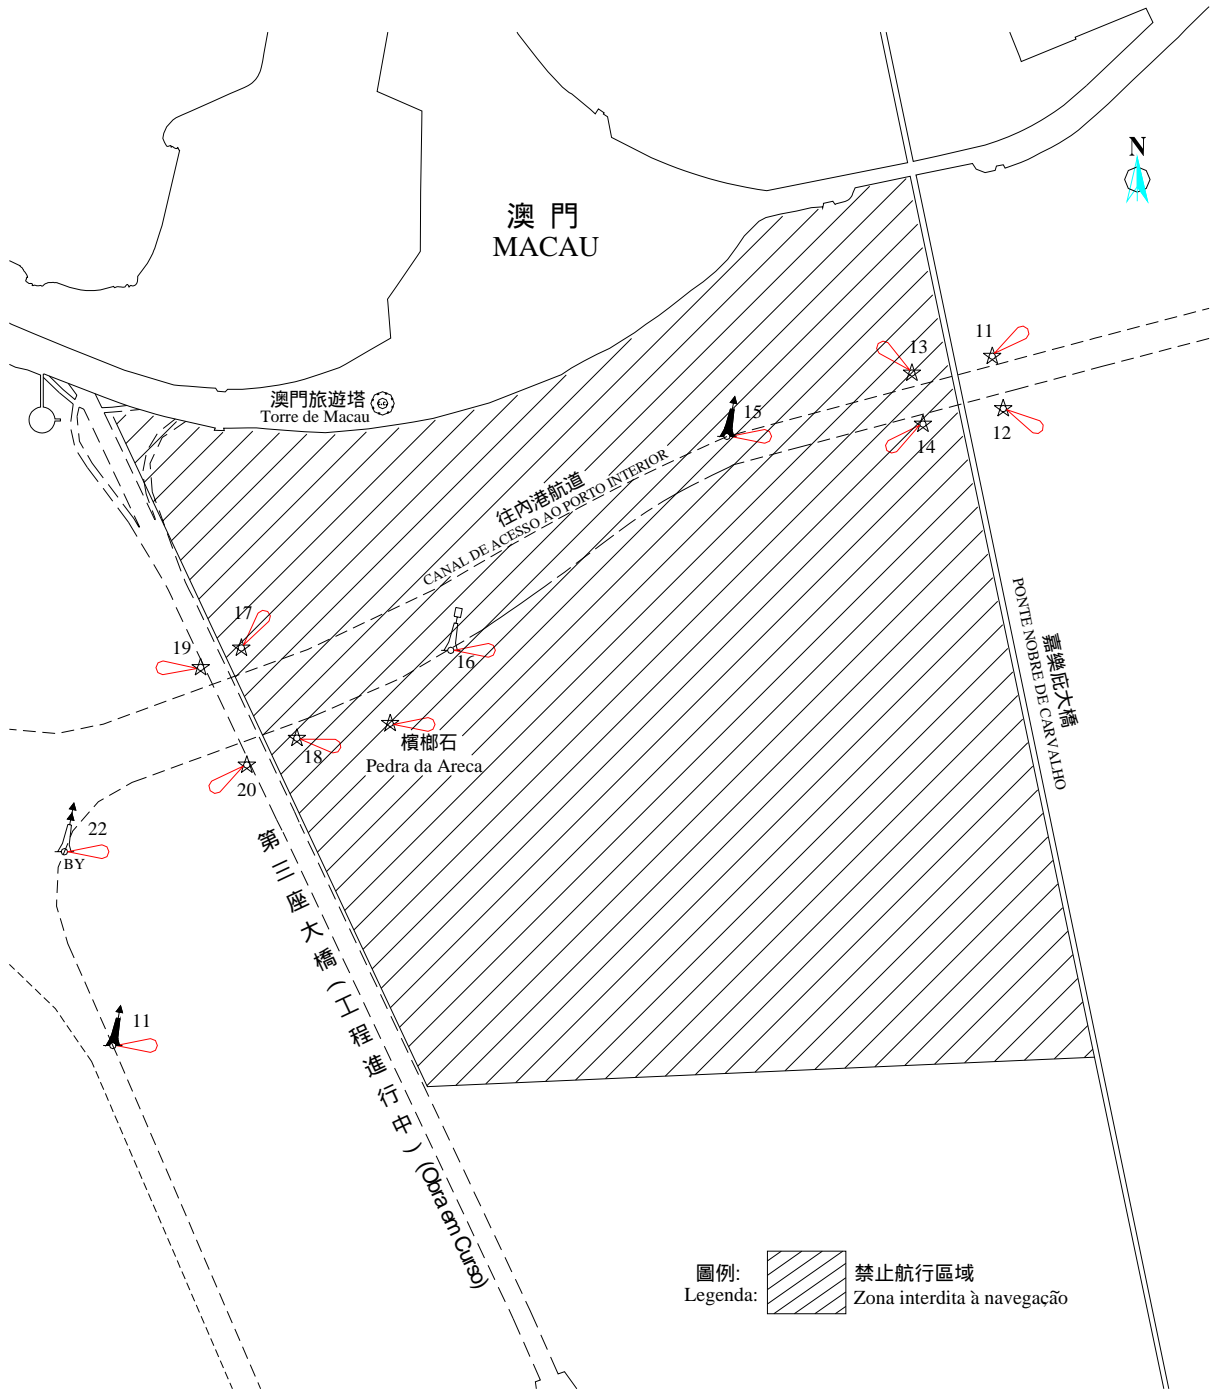 N
澳 門
MACAU
11
13
澳門旅遊塔
Torre de Macau
15
12
14
往內港航道
CANAL DE ACESSO AO PORTO INTERIOR
17
嘉樂庇大橋
PONTE NOBRE DE CARVALHO
19
16
檳榔石
18
Pedra da Areca
20
22
BY
第三座大橋(工程進行中) (Obra em Curso)
11
圖例:
Legenda:
禁止航行區域
Zona interdita à navegação